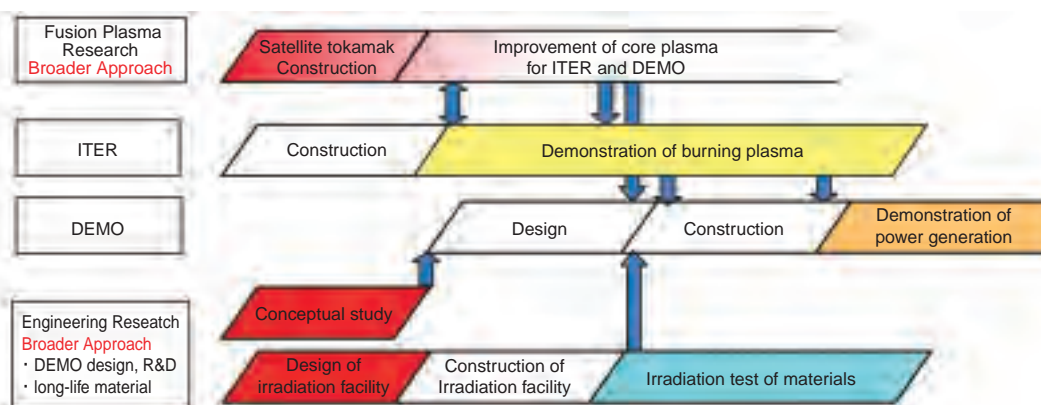 Fusion Plasma
Research
Broader Approach
Satellite tokamak
Construction
Improvement of core plasma
for ITER and DEMO
ITER
Construction
Demonstration of burning plasma
DEMO
Design
Construction
Demonstration of
power generation
Conceptual study
Engineering Reseatch
Broader Approach
・DEMO design, R&D
・long-life material
Design of
irradiation facility
Construction of
Irradiation facility
Irradiation test of materials